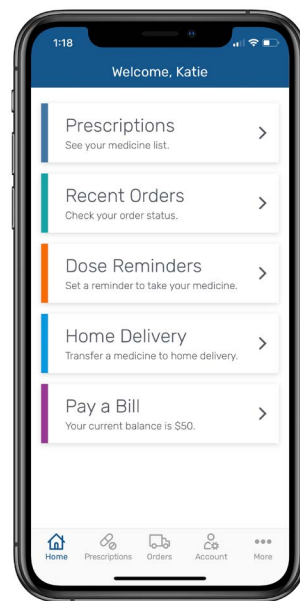 1:18
Welcome, Katie
Prescriptions
See your medicine list.
Recent Orders
Check your order status.
Dose Reminders
Set a reminder to take your medicine.
Home Delivery
Transfer a medicine to home delivery.
Pay a Bill
Your current balance is $50.
Home Prescriptions Orders Account More